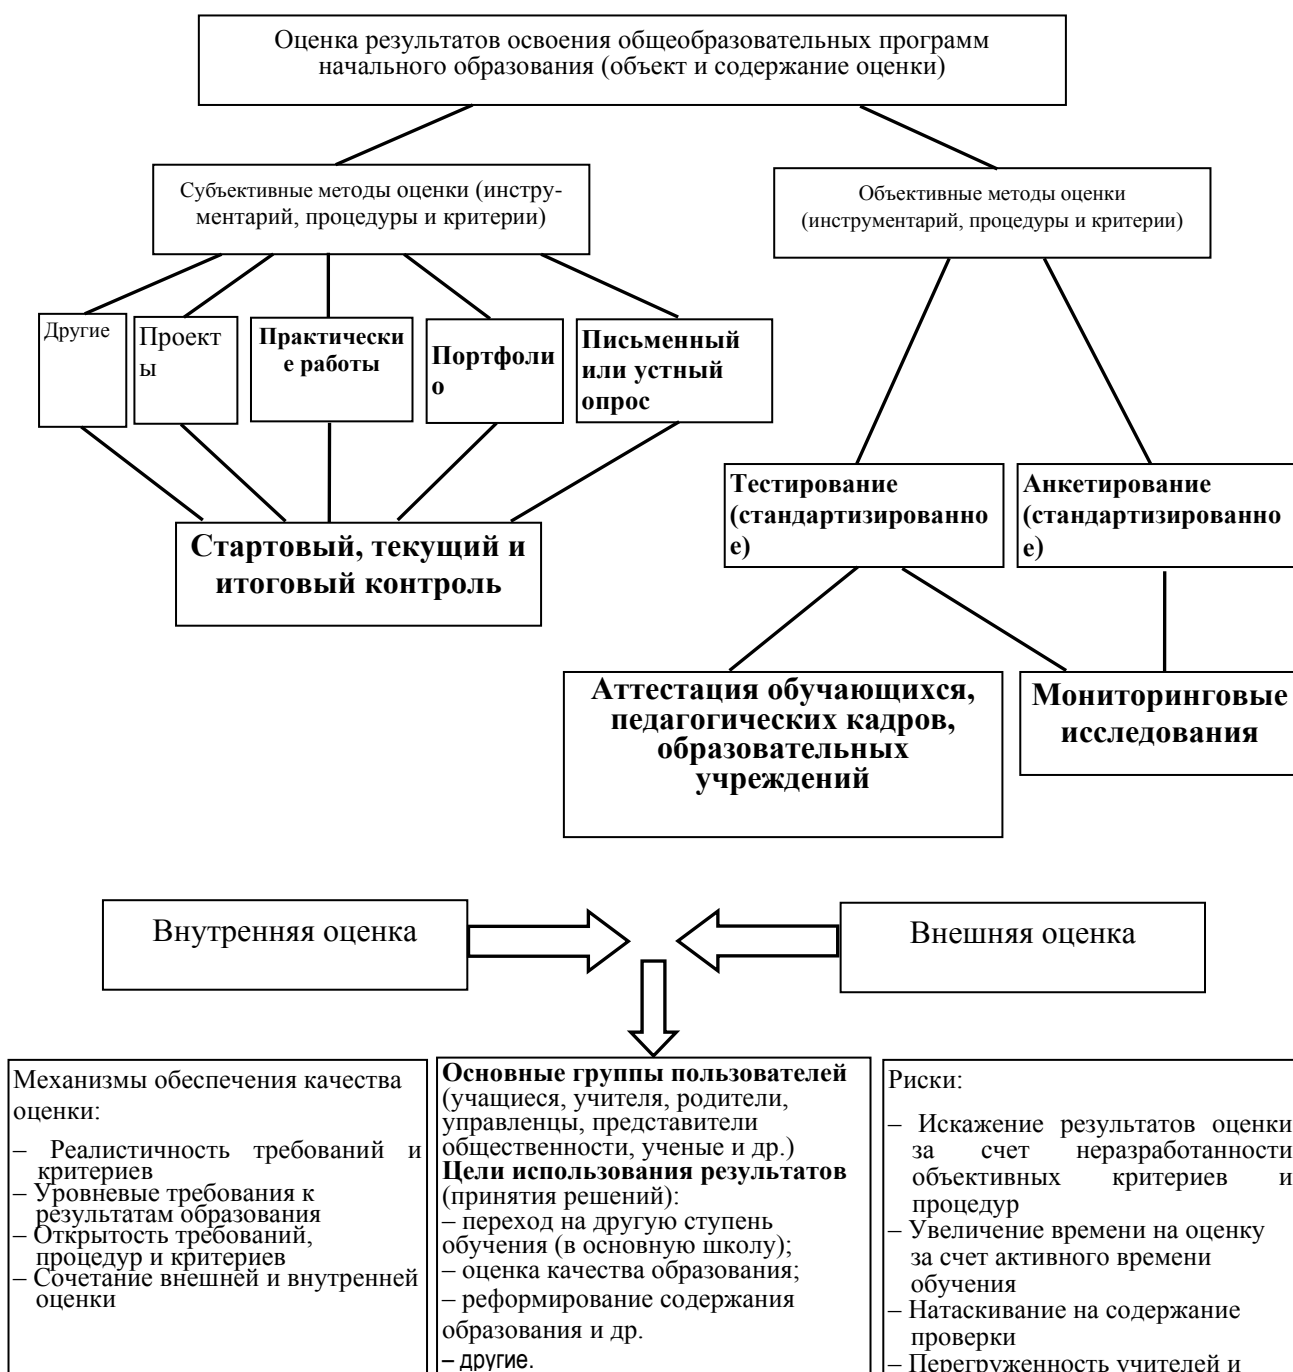 Оценка результатов освоения общеобразовательных программ
начального образования (объект и содержание оценки)
Субъективные методы оценки (инстру-
ментарий, процедуры и критерии)
Объективные методы оценки
(инструментарий, процедуры и критерии)
Другие
Проект
ы
Практически
е работы
Портфоли
о
Письменный
или устный
опрос
Тестирование
(стандартизированно
е)
Анкетирование
(стандартизированно
е)
Стартовый, текущий и
итоговый контроль
Аттестация обучающихся,
педагогических кадров,
образовательных
учреждений
Мониторинговые
исследования
Внутренняя оценка
Внешняя оценка
Механизмы обеспечения качества
оценки:
– Реалистичность требований и
критериев
– Уровневые требования к
результатам образования
– Открытость требований,
процедур и критериев
– Сочетание внешней и внутренней
оценки
Основные группы пользователей
(учащиеся, учителя, родители,
управленцы, представители
общественности, ученые и др.)
Цели использования результатов
(принятия решений):
– переход на другую ступень
обучения (в основную школу);
– оценка качества образования;
– реформирование содержания
образования и др.
– другие.
Риски:
– Искажение результатов оценки
за счет неразработанности
объективных критериев и
процедур
– Увеличение времени на оценку
за счет активного времени
обучения
– Натаскивание на содержание
проверки
– Перегруженность учителей и